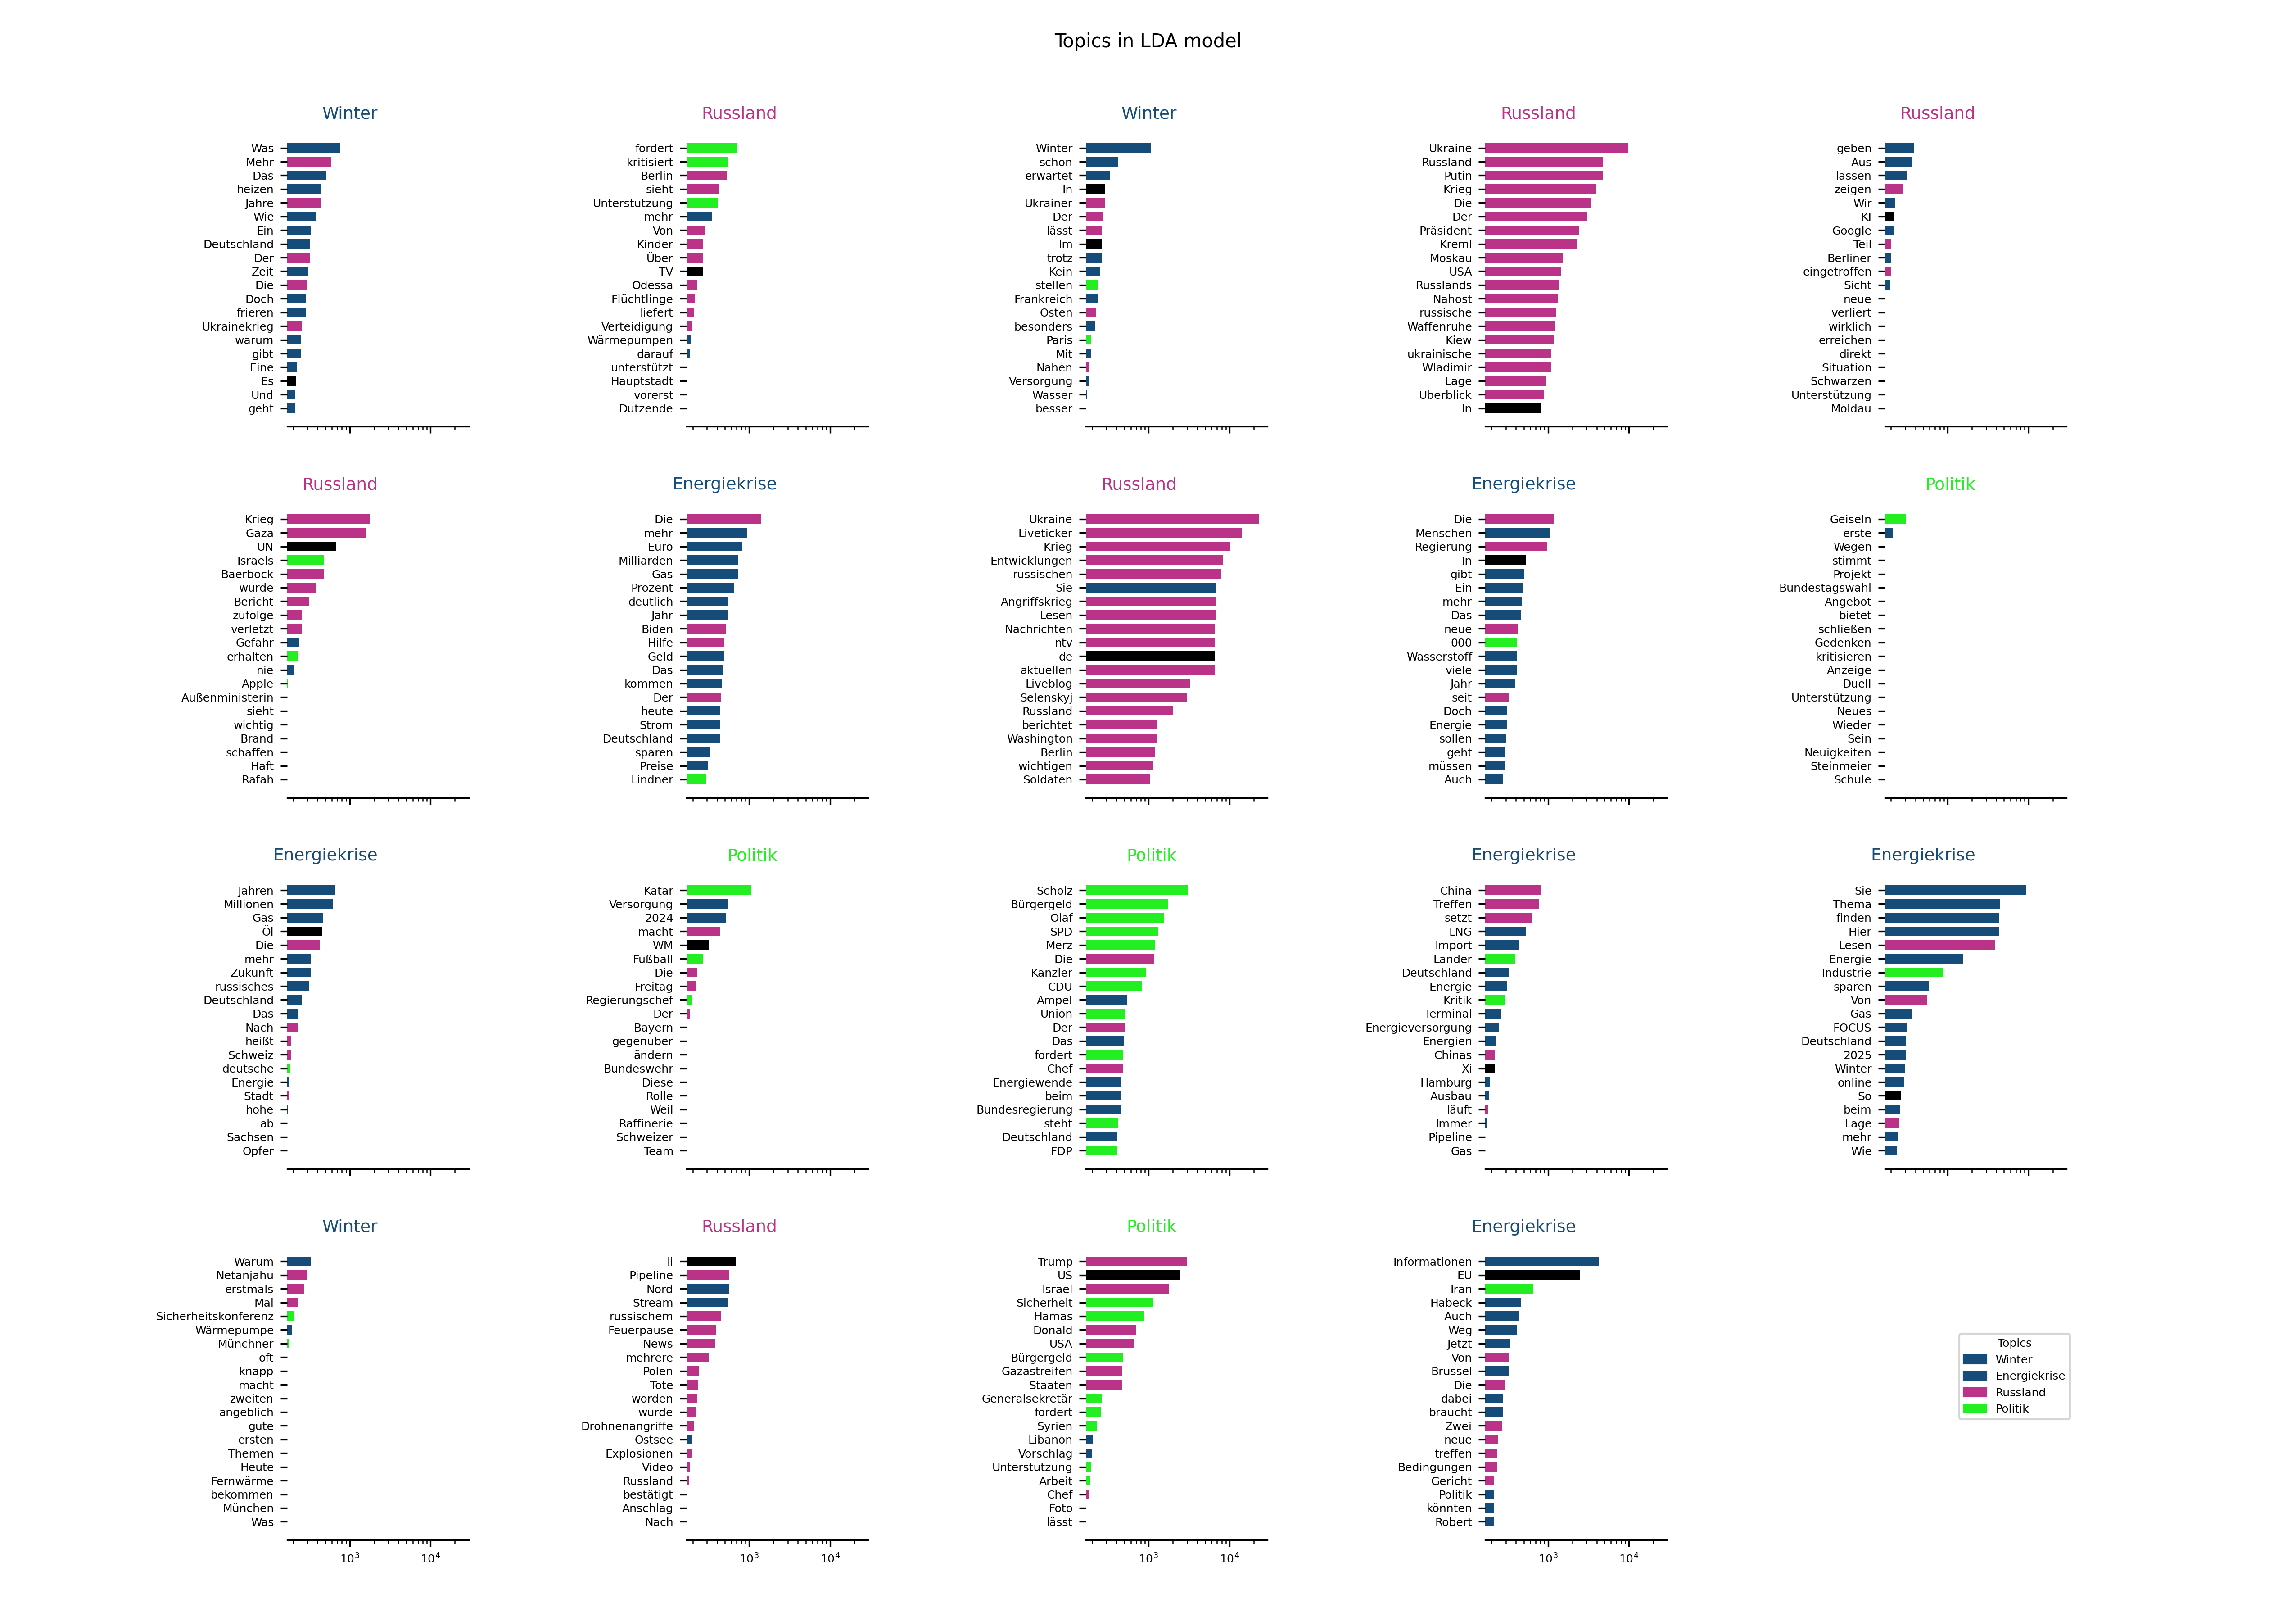 Topics in LDA model
Winter
Was
Mehr
Das
heizen
Jahre
Wie
Ein
Deutschland
Der
Zeit
Die
Doch
frieren
Ukrainekrieg
warum
gibt
Eine
Es
Und
geht
Russland
fordert
kritisiert
Berlin
sieht
Unterstützung
mehr
Von
Kinder
Über
TV
Odessa
Flüchtlinge
liefert
Verteidigung
Wärmepumpen
darauf
unterstützt
Hauptstadt
vorerst
Dutzende
Winter
Winter
schon
erwartet
In
Ukrainer
Der
lässt
Im
trotz
Kein
stellen
Frankreich
Osten
besonders
Paris
Mit
Nahen
Versorgung
Wasser
besser
Russland
Ukraine
Russland
Putin
Krieg
Die
Der
Präsident
Kreml
Moskau
USA
Russlands
Nahost
russische
Waffenruhe
Kiew
ukrainische
Wladimir
Lage
Überblick
In
Russland
geben
Aus
lassen
zeigen
Wir
KI
Google
Teil
Berliner
eingetroffen
Sicht
neue
verliert
wirklich
erreichen
direkt
Situation
Schwarzen
Unterstützung
Moldau
Russland
Krieg
Gaza
UN
Israels
Baerbock
wurde
Bericht
zufolge
verletzt
Gefahr
erhalten
nie
Apple
Außenministerin
sieht
wichtig
Brand
schaffen
Haft
Rafah
Energiekrise
Die
mehr
Euro
Milliarden
Gas
Prozent
deutlich
Jahr
Biden
Hilfe
Geld
Das
kommen
Der
heute
Strom
Deutschland
sparen
Preise
Lindner
Russland
Ukraine
Liveticker
Krieg
Entwicklungen
russischen
Sie
Angriffskrieg
Lesen
Nachrichten
ntv
de
aktuellen
Liveblog
Selenskyj
Russland
berichtet
Washington
Berlin
wichtigen
Soldaten
Energiekrise
Die
Menschen
Regierung
In
gibt
Ein
mehr
Das
neue
000
Wasserstoff
viele
Jahr
seit
Doch
Energie
sollen
geht
müssen
Auch
Politik
Geiseln
erste
Wegen
stimmt
Projekt
Bundestagswahl
Angebot
bietet
schließen
Gedenken
kritisieren
Anzeige
Duell
Unterstützung
Neues
Wieder
Sein
Neuigkeiten
Steinmeier
Schule
Energiekrise
Jahren
Millionen
Gas
Öl
Die
mehr
Zukunft
russisches
Deutschland
Das
Nach
heißt
Schweiz
deutsche
Energie
Stadt
hohe
ab
Sachsen
Opfer
Politik
Katar
Versorgung
2024
macht
WM
Fußball
Die
Freitag
Regierungschef
Der
Bayern
gegenüber
ändern
Bundeswehr
Diese
Rolle
Weil
Raffinerie
Schweizer
Team
Politik
Scholz
Bürgergeld
Olaf
SPD
Merz
Die
Kanzler
CDU
Ampel
Union
Der
Das
fordert
Chef
Energiewende
beim
Bundesregierung
steht
Deutschland
FDP
Energiekrise
China
Treffen
setzt
LNG
Import
Länder
Deutschland
Energie
Kritik
Terminal
Energieversorgung
Energien
Chinas
Xi
Hamburg
Ausbau
läuft
Immer
Pipeline
Gas
Energiekrise
Sie
Thema
finden
Hier
Lesen
Energie
Industrie
sparen
Von
Gas
FOCUS
Deutschland
2025
Winter
online
So
beim
Lage
mehr
Wie
Winter
Warum
Netanjahu
erstmals
Mal
Sicherheitskonferenz
Wärmepumpe
Münchner
oft
knapp
macht
zweiten
angeblich
gute
ersten
Themen
Heute
Fernwärme
bekommen
München
Was
10³
10⁴
Russland
li
Pipeline
Nord
Stream
russischem
Feuerpause
News
mehrere
Polen
Tote
worden
wurde
Drohnenangriffe
Ostsee
Explosionen
Video
Russland
bestätigt
Anschlag
Nach
10³
10⁴
Politik
Trump
US
Israel
Sicherheit
Hamas
Donald
USA
Bürgergeld
Gazastreifen
Staaten
Generalsekretär
fordert
Syrien
Libanon
Vorschlag
Unterstützung
Arbeit
Chef
Foto
lässt
10³
10⁴
Energiekrise
Informationen
EU
Iran
Habeck
Auch
Weg
Jetzt
Von
Brüssel
Die
dabei
braucht
Zwei
neue
treffen
Bedingungen
Gericht
Politik
könnten
Robert
10³
10⁴
Topics
Winter
Energiekrise
Russland
Politik